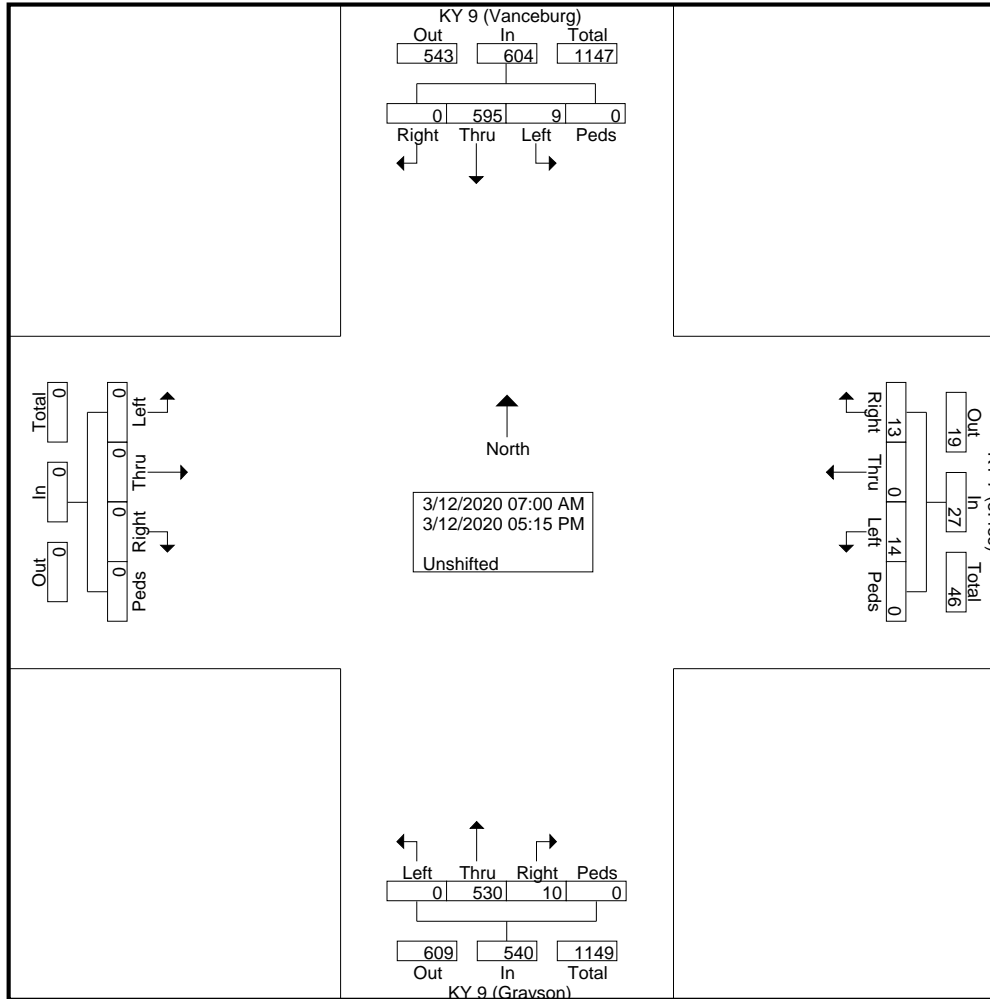 KY 9 (Vanceburg)
Out In Total
543 604 1147
0 595 9 0
Right Thru Left Peds
Total In Out
0 0 0
0 0 0 0
Left Thru Right Peds
North
3/12/2020 07:00 AM
3/12/2020 05:15 PM
Unshifted
Out In Total
19 27 46
13 0 14 0
Right Thru Left Peds
Left Thru Right Peds
0 530 10 0
609 540 1149
Out In Total
KY 9 (Grayson)